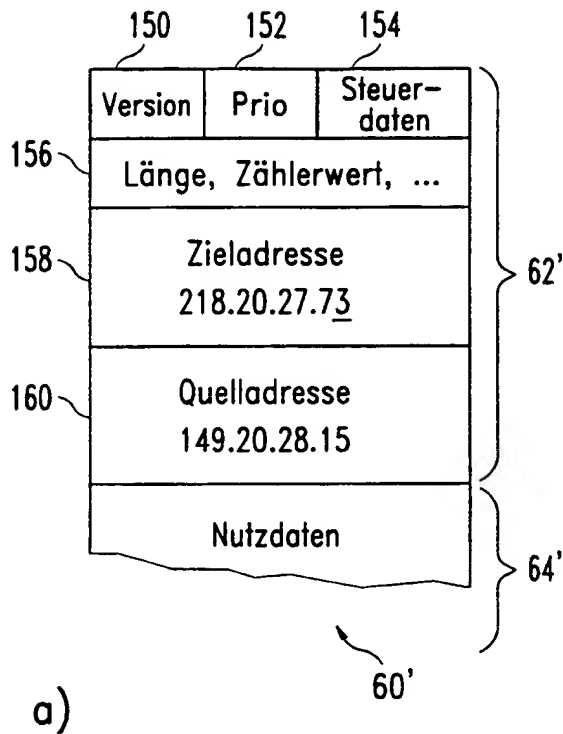 150 152 154
Version Prio Steuer-
daten
156 Länge, Zählerwert, ...
158 Zieladresse
218.20.27.73
62'
160 Quelladresse
149.20.28.15
Nutzdaten
64'
60'
a)